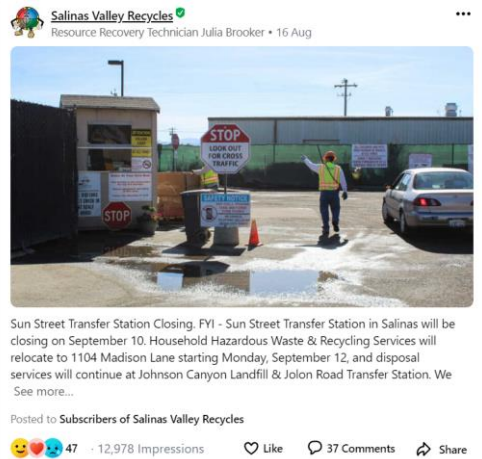 Salinas Valley Recycles
Resource Recovery Technician Julia Brooker • 16 Aug
STOP
LOOK OUT
FOR CROSS
TRAFFIC
STOP
SAFETY NOTICE
Sun Street Transfer Station Closing. FYI - Sun Street Transfer Station in Salinas will be
closing on September 10. Household Hazardous Waste & Recycling Services will
relocate to 1104 Madison Lane starting Monday, September 12, and disposal
services will continue at Johnson Canyon Landfill & Jolon Road Transfer Station. We
See more...
Posted to Subscribers of Salinas Valley Recycles
47 · 12,978 Impressions Like 37 Comments Share